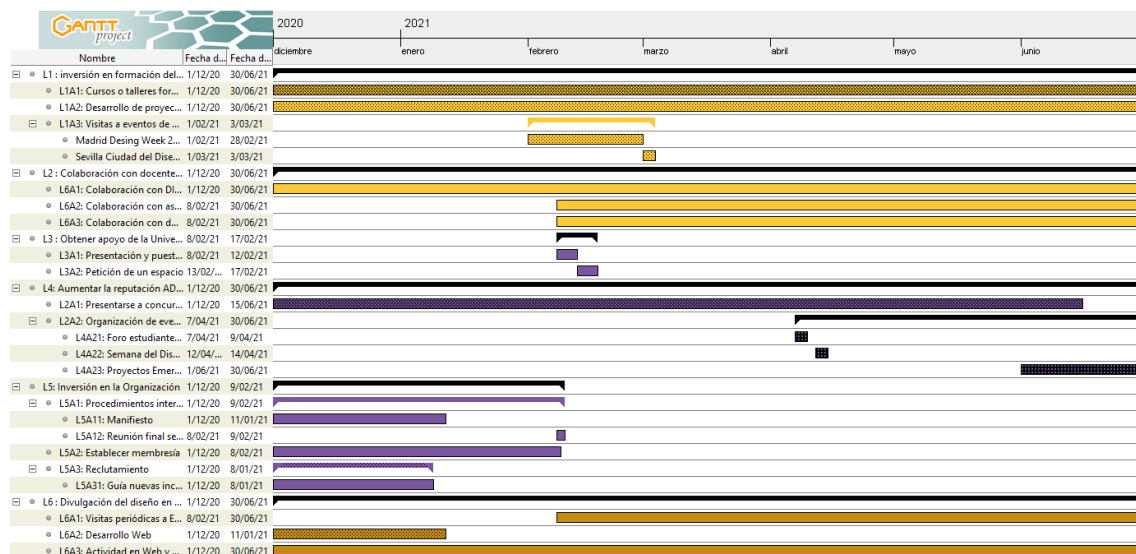 GANTT project
2020 2021
Nombre Fecha d... Fecha d... diciembre enero febrero marzo abril mayo junio
L1 : inversión en formación del... 1/12/20 30/06/21
L1A1: Cursos o talleres for... 1/12/20 30/06/21
L1A2: Desarrollo de proyec... 1/12/20 30/06/21
L1A3: Visitas a eventos de ... 1/02/21 3/03/21
Madrid Desing Week 2... 1/02/21 28/02/21
Sevilla Ciudad del Dise... 1/03/21 3/03/21
L2 : Colaboración con docente... 1/12/20 30/06/21
L6A1: Colaboración con DI... 1/12/20 30/06/21
L6A2: Colaboración con as... 8/02/21 30/06/21
L6A3: Colaboración con d... 8/02/21 30/06/21
L3 : Obtener apoyo de la Unive... 8/02/21 17/02/21
L3A1: Presentación y puest... 8/02/21 12/02/21
L3A2: Petición de un espacio 13/02/... 17/02/21
L4: Aumentar la reputación AD... 1/12/20 30/06/21
L2A1: Presentarse a concur... 1/12/20 15/06/21
L2A2: Organización de eve... 7/04/21 30/06/21
L4A21: Foro estudiante... 7/04/21 9/04/21
L4A22: Semana del Dis... 12/04/... 14/04/21
L4A23: Proyectos Emer... 1/06/21 30/06/21
L5: Inversión en la Organización 1/12/20 9/02/21
L5A1: Procedimientos inter... 1/12/20 9/02/21
L5A11: Manifiesto 1/12/20 11/01/21
L5A12: Reunión final se... 8/02/21 9/02/21
L5A2: Establecer membresía 1/12/20 8/02/21
L5A3: Reclutamiento 1/12/20 8/01/21
L5A31: Guía nuevas inc... 1/12/20 8/01/21
L6 : Divulgación del diseño en ... 1/12/20 30/06/21
L6A1: Visitas periódicas a E... 8/02/21 30/06/21
L6A2: Desarrollo Web 1/12/20 11/01/21
L6A3: Actividad en Web y ... 1/12/20 30/06/21